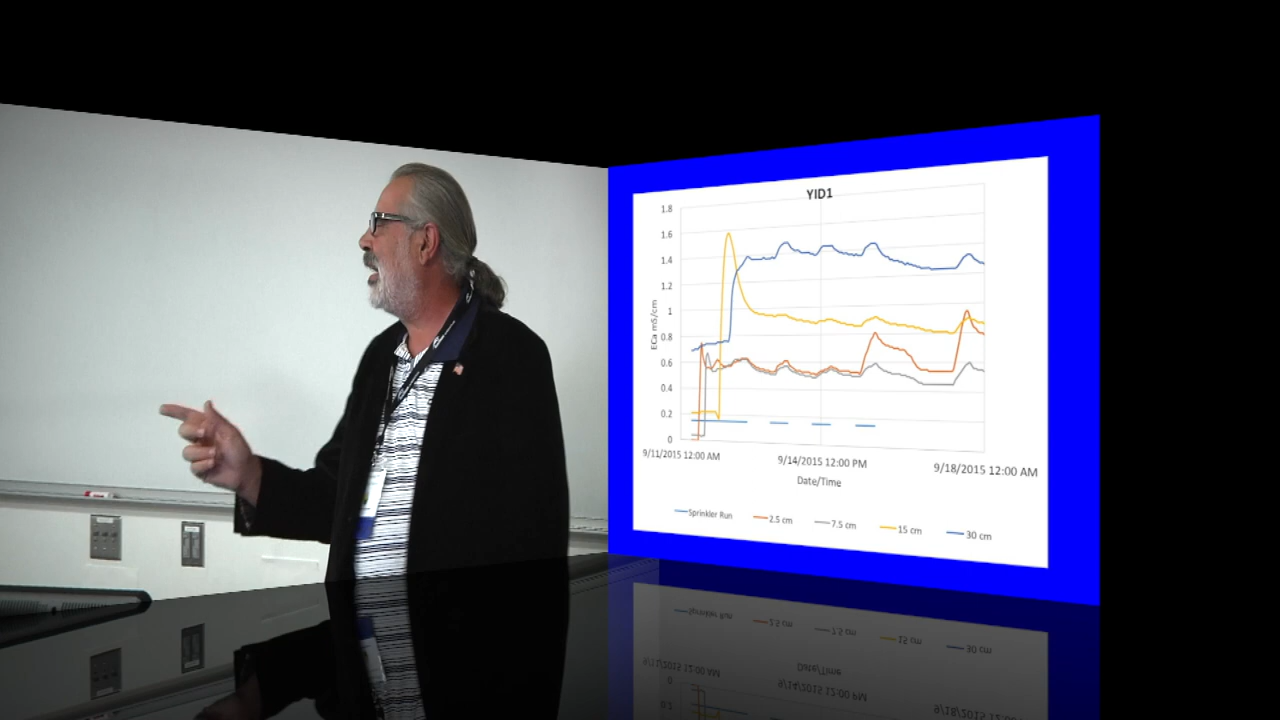 YID1
1.8
1.6
1.4
1.2
1
0.8
0.6
0.4
0.2
0
ECa mS/cm
9/11/2015 12:00 AM 9/14/2015 12:00 PM 9/18/2015 12:00 AM
Date/Time
Sprinkler Run 2.5 cm 7.5 cm 15 cm 30 cm